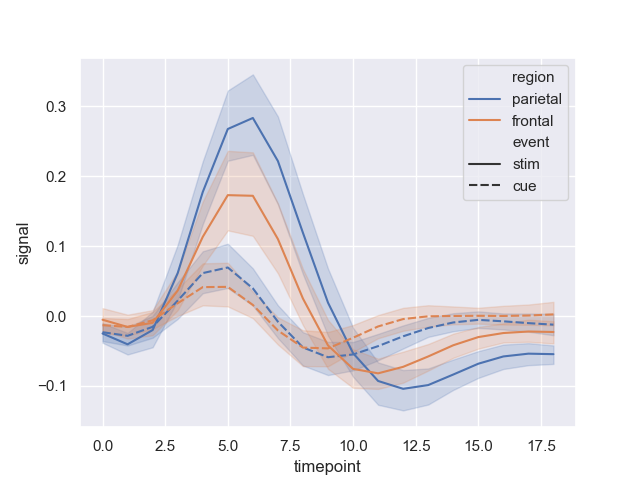 region
parietal
frontal
event
stim
cue
signal
0.3
0.2
0.1
0.0
−0.1
0.0
2.5
5.0
7.5
10.0
12.5
15.0
17.5
timepoint